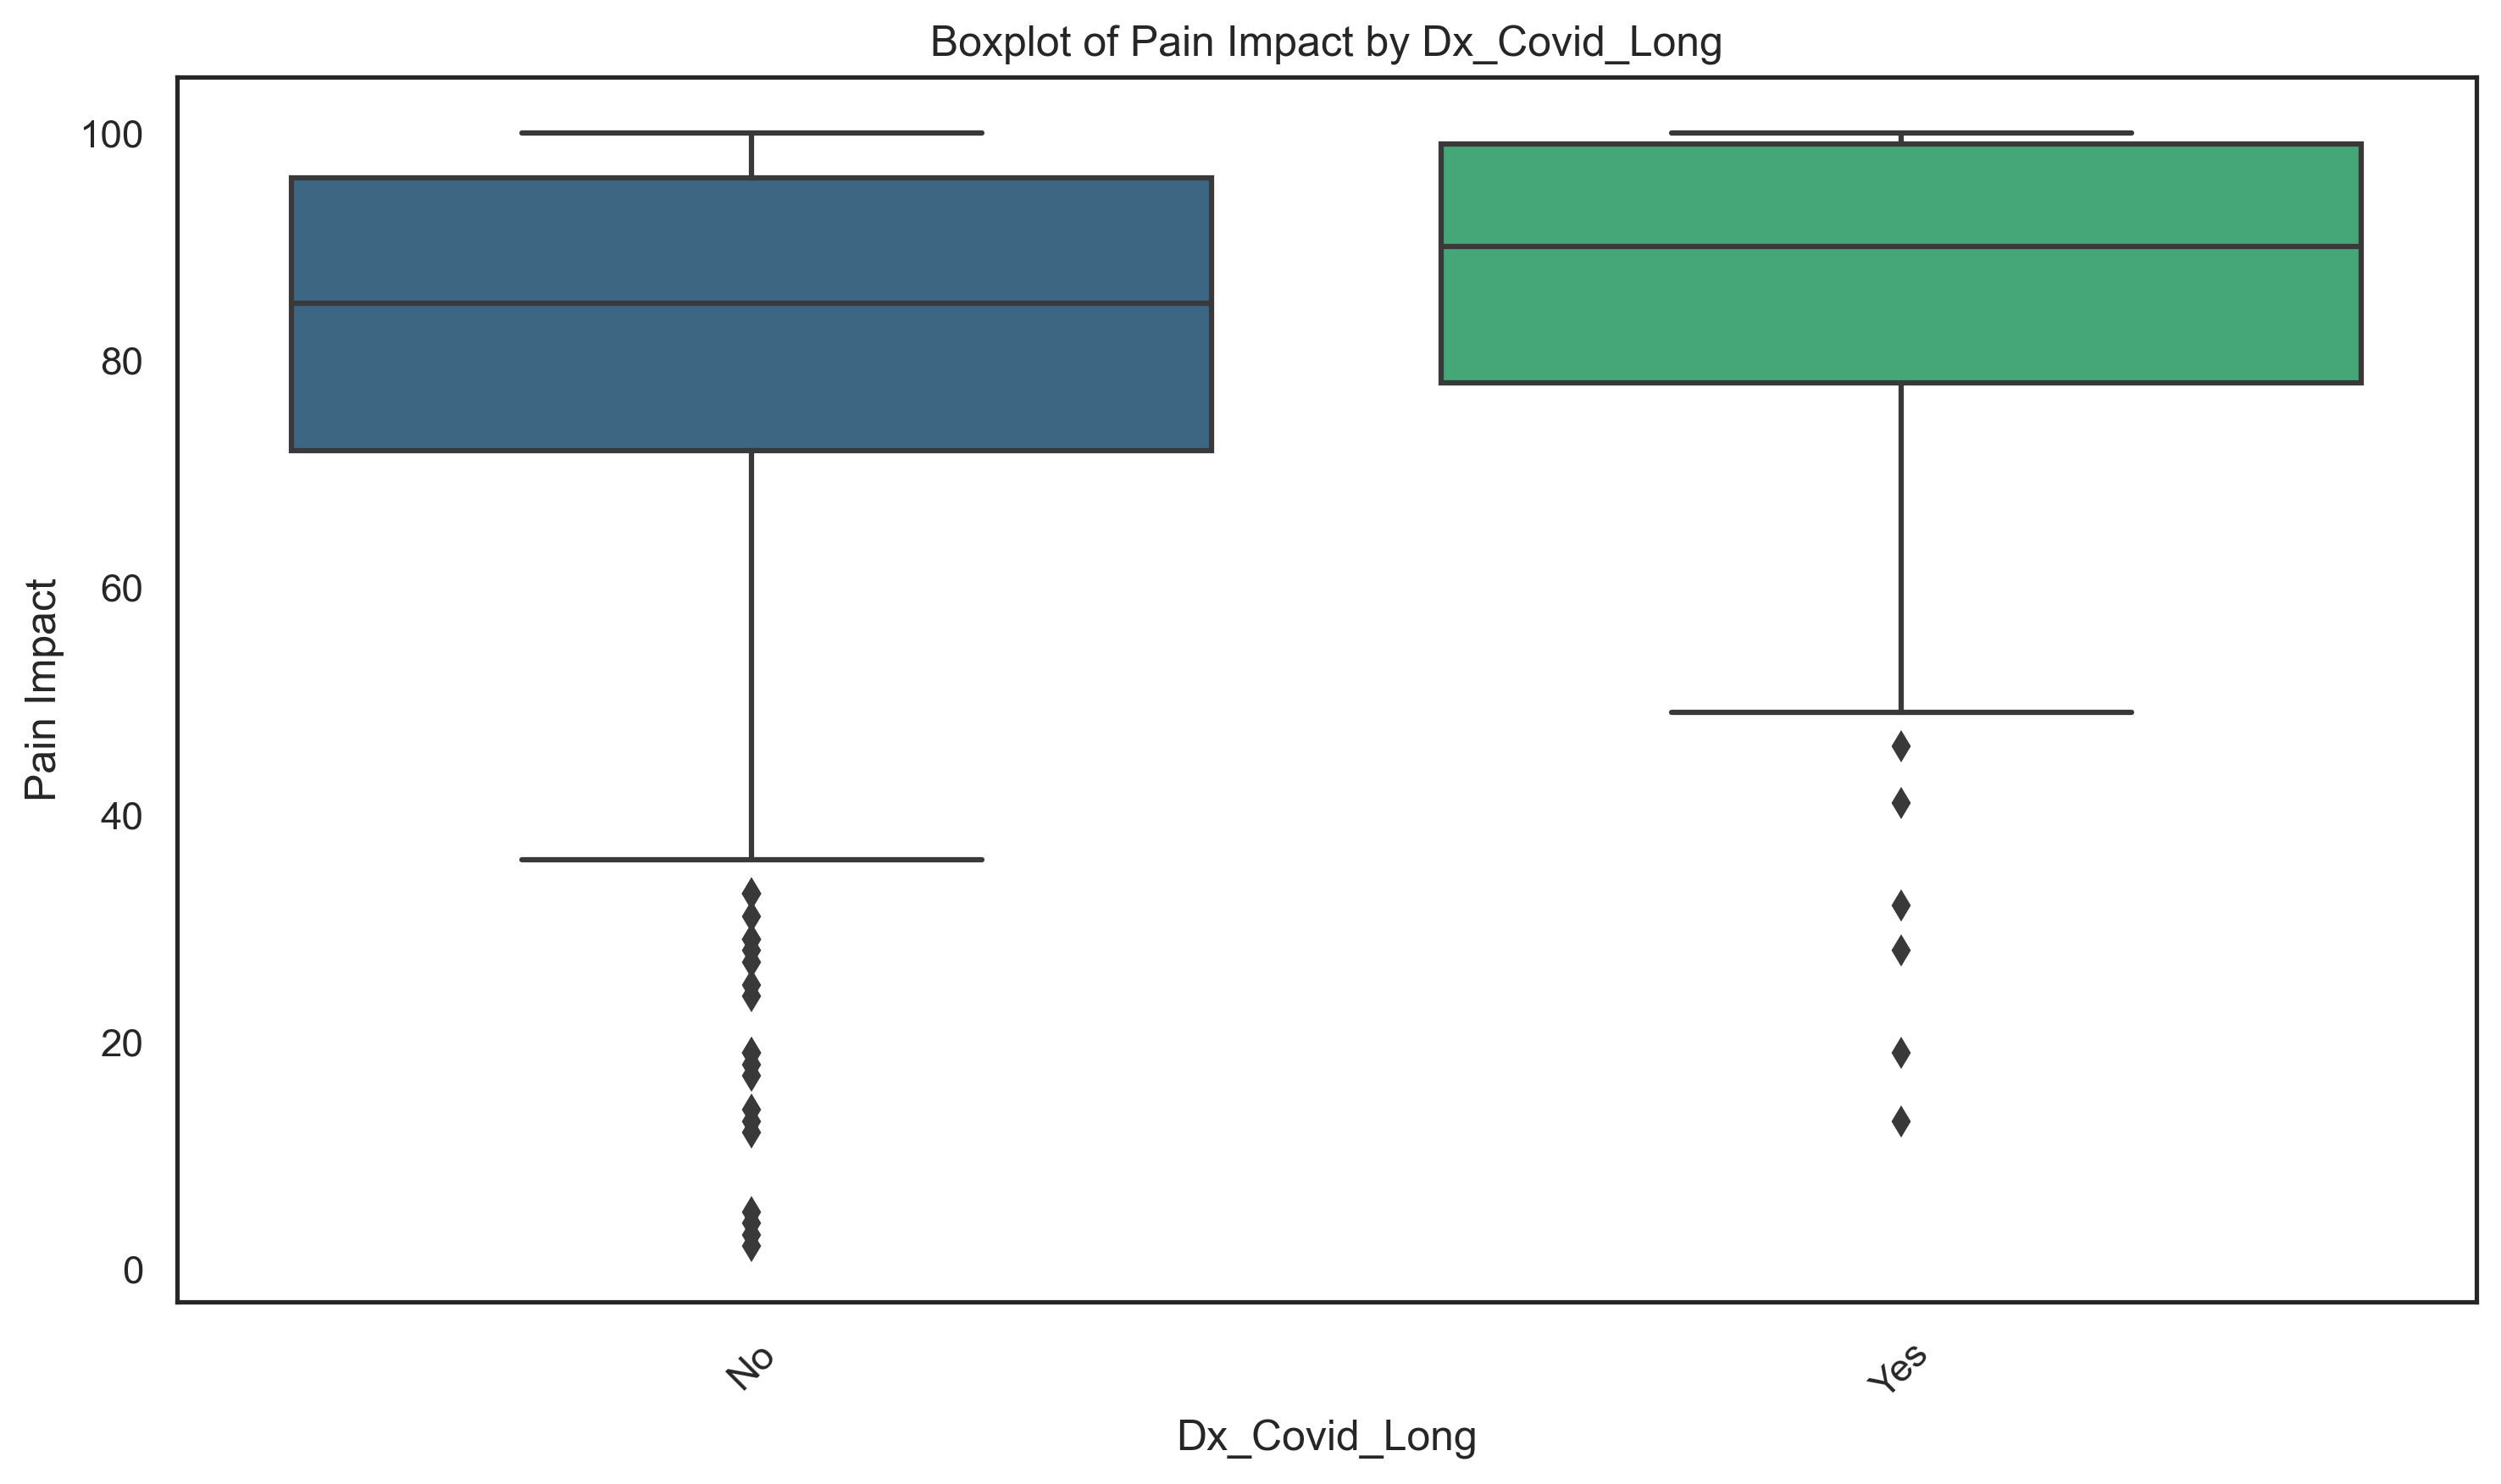 Boxplot of Pain Impact by Dx_Covid_Long
Pain Impact
100
80
60
40
20
0
No
Yes
Dx_Covid_Long